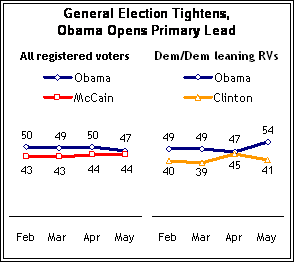 General Election Tightens,
Obama Opens Primary Lead
All registered voters
Obama
McCain
50 49 50 47
43 43 44 44
Feb Mar Apr May
Dem/Dem leaning RVs
Obama
Clinton
49 49 47 54
40 39 45 41
Feb Mar Apr May